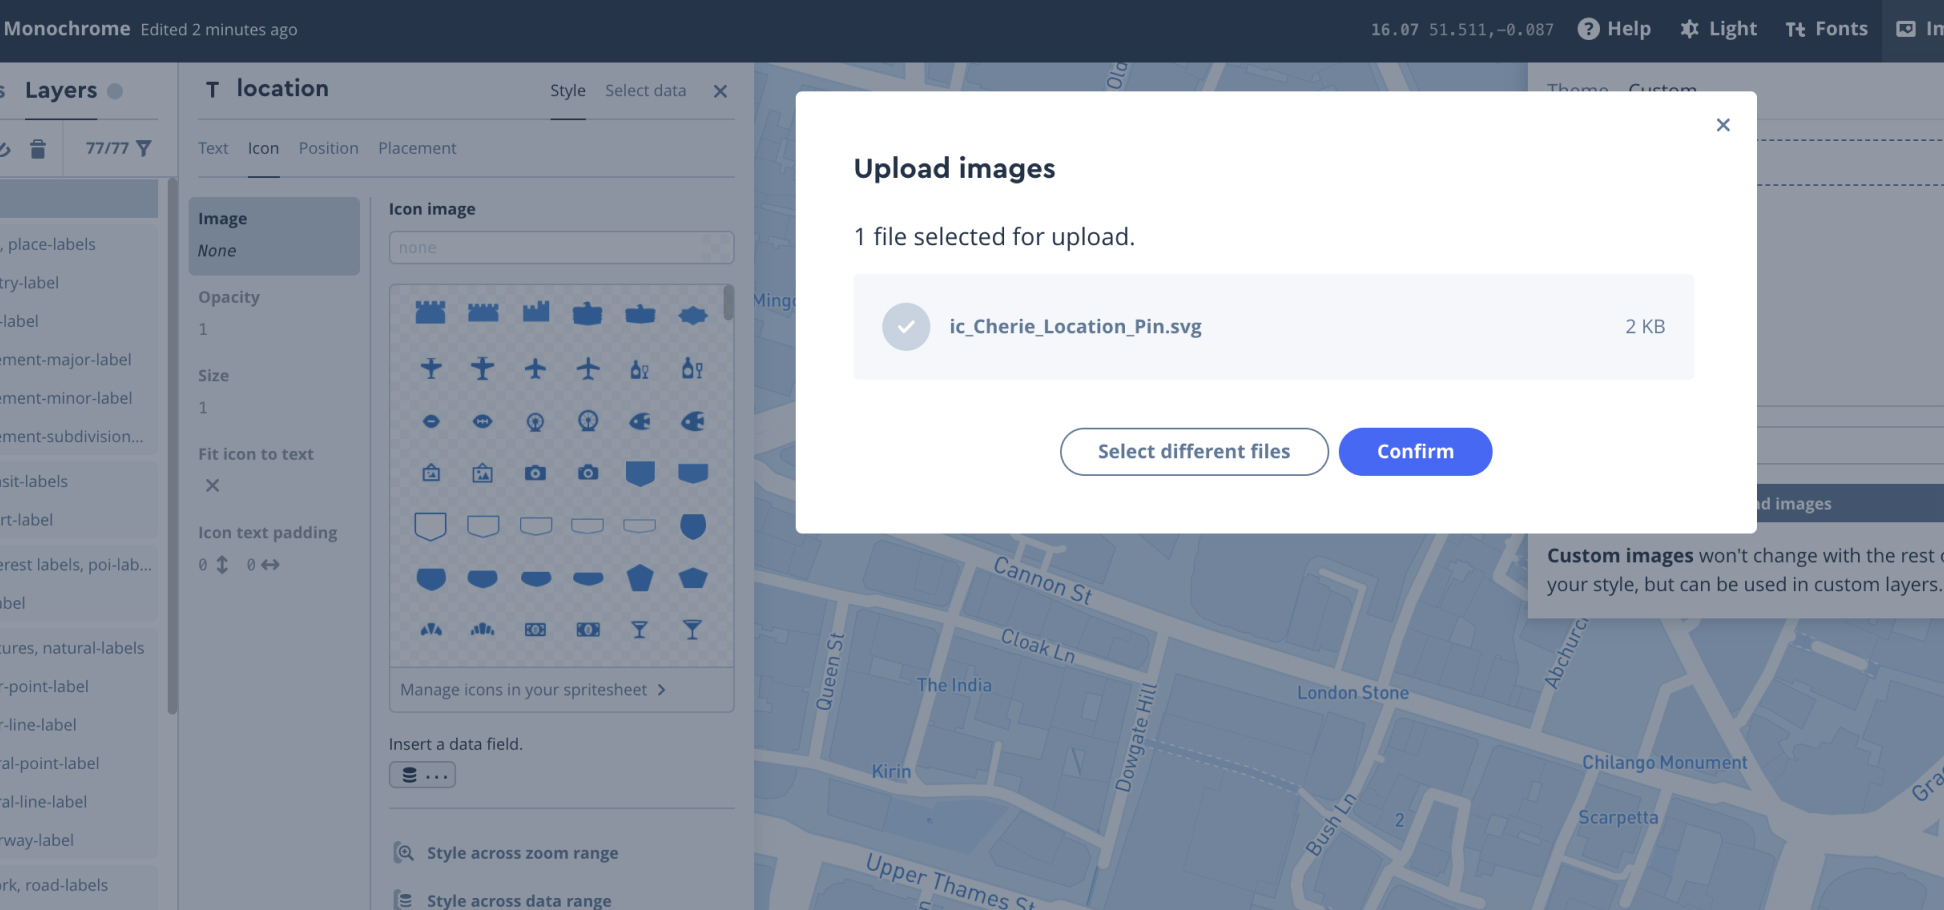 Monochrome Edited 2 minutes ago
16.07 51.511,-0.087 Help Light Fonts Im
s Layers
77/77
, place-labels
try-label
-label
ement-major-label
ement-minor-label
ement-subdivision...
sit-labels
rt-label
erest labels, poi-lab...
abel
tures, natural-labels
r-point-label
r-line-label
ral-point-label
ral-line-label
rway-label
rk, road-labels
T location Style Select data
Text Icon Position Placement
Image
None
Opacity
1
Size
1
Fit icon to text
Icon text padding
0 0
Icon image
none
Manage icons in your spritesheet
Insert a data field.
...
Style across zoom range
Style across data range
Theme Custom
Upload images
1 file selected for upload.
ic_Cherie_Location_Pin.svg 2 KB
Select different files Confirm
ad images
Custom images won't change with the rest o
your style, but can be used in custom layers.
Old
Ming
Cannon St
Cloak Ln
Queen St
The India
London Stone
Abchurc
Dowgate Hill
Kirin
Chilango Monument
Gra
Scarpetta
2
Bush Ln
Upper Thames St